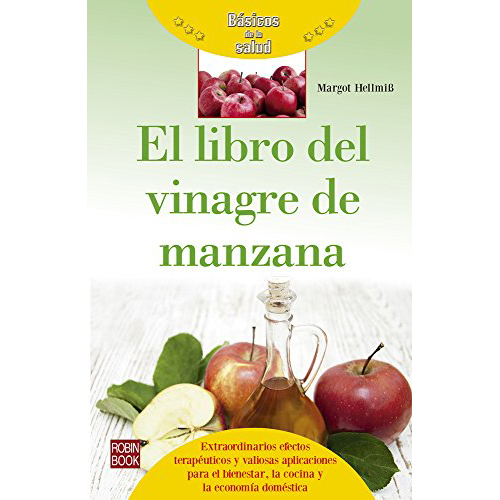 Básicos
de la
salud
Margot Hellmiß
El libro del
vinagre de
manzana
ROBIN
BOOK
Extraordinarios efectos
terapéuticos y valiosas aplicaciones
para el bienestar, la cocina y
la economía doméstica